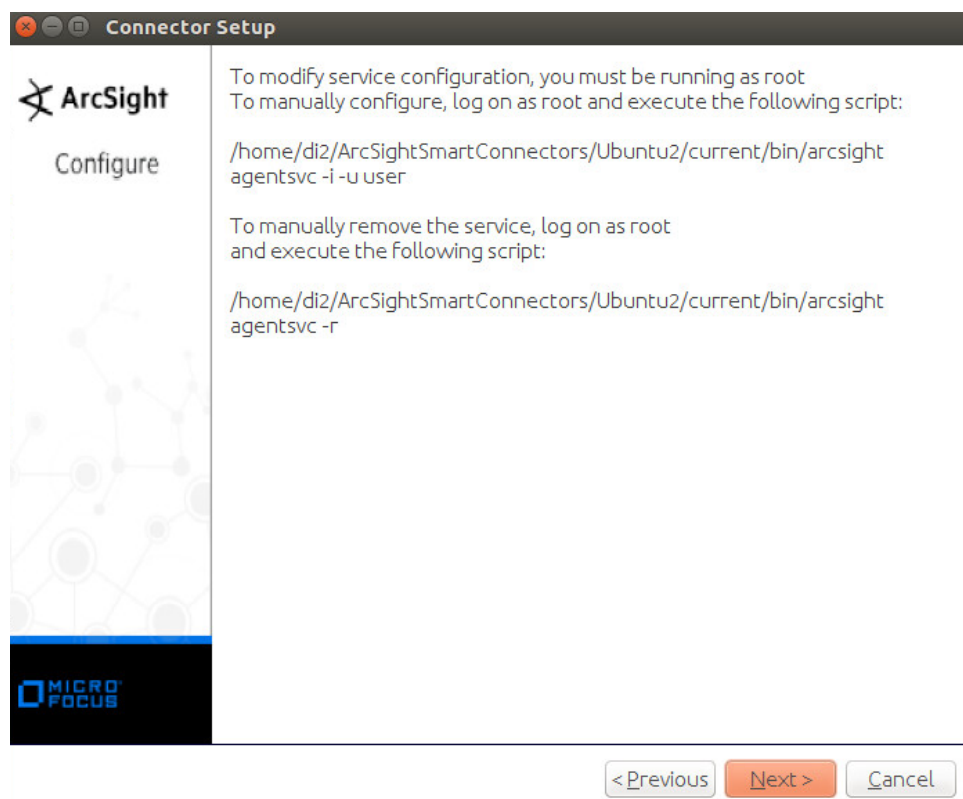 Connector Setup
ArcSight
Configure
To modify service configuration, you must be running as root
To manually configure, log on as root and execute the following script:
/home/di2/ArcSightSmartConnectors/Ubuntu2/current/bin/arcsight
agentsvc -i -u user
To manually remove the service, log on as root
and execute the following script:
/home/di2/ArcSightSmartConnectors/Ubuntu2/current/bin/arcsight
agentsvc -r
MICRO
FOCUS
< Previous
Next >
Cancel